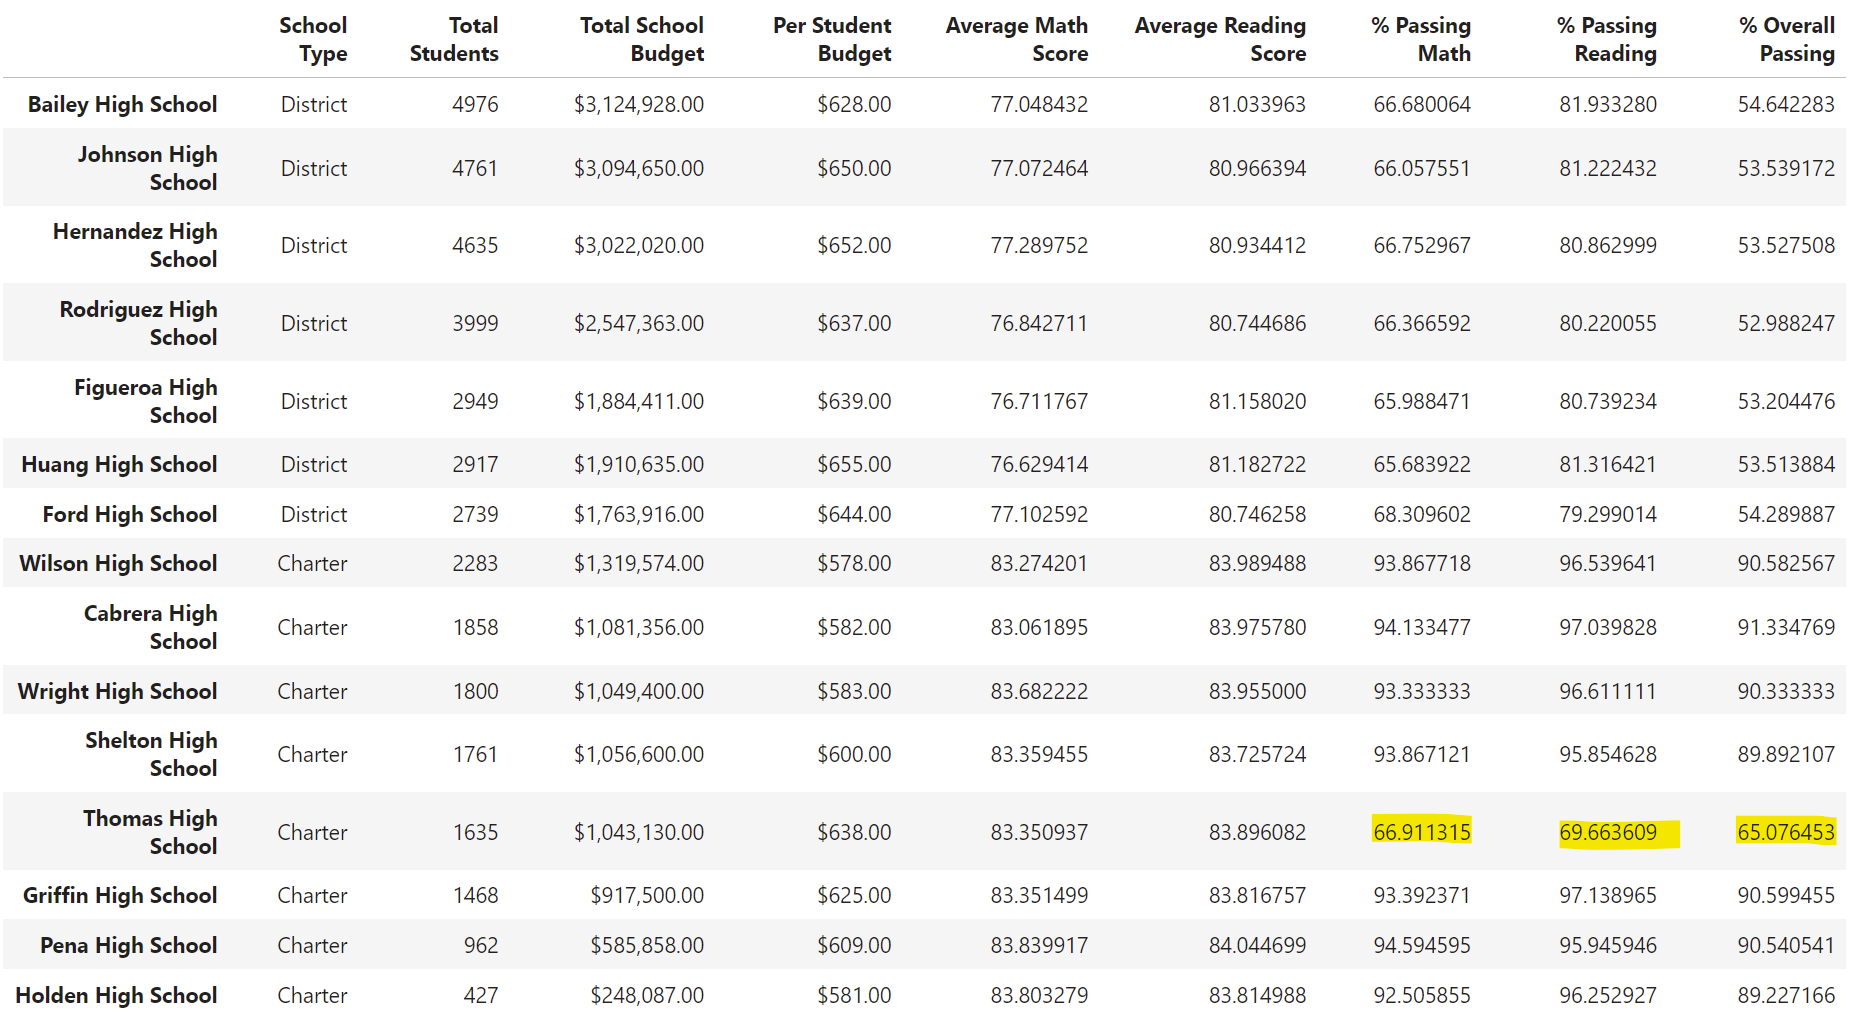 School Type Total Students Total School Budget Per Student Budget Average Math Score Average Reading Score % Passing Math % Passing Reading % Overall Passing
Bailey High School District 4976 $3,124,928.00 $628.00 77.048432 81.033963 66.680064 81.933280 54.642283
Johnson High School District 4761 $3,094,650.00 $650.00 77.072464 80.966394 66.057551 81.222432 53.539172
Hernandez High School District 4635 $3,022,020.00 $652.00 77.289752 80.934412 66.752967 80.862999 53.527508
Rodriguez High School District 3999 $2,547,363.00 $637.00 76.842711 80.744686 66.366592 80.220055 52.988247
Figueroa High School District 2949 $1,884,411.00 $639.00 76.711767 81.158020 65.988471 80.739234 53.204476
Huang High School District 2917 $1,910,635.00 $655.00 76.629414 81.182722 65.683922 81.316421 53.513884
Ford High School District 2739 $1,763,916.00 $644.00 77.102592 80.746258 68.309602 79.299014 54.289887
Wilson High School Charter 2283 $1,319,574.00 $578.00 83.274201 83.989488 93.867718 96.539641 90.582567
Cabrera High School Charter 1858 $1,081,356.00 $582.00 83.061895 83.975780 94.133477 97.039828 91.334769
Wright High School Charter 1800 $1,049,400.00 $583.00 83.682222 83.955000 93.333333 96.611111 90.333333
Shelton High School Charter 1761 $1,056,600.00 $600.00 83.359455 83.725724 93.867121 95.854628 89.892107
Thomas High School Charter 1635 $1,043,130.00 $638.00 83.350937 83.896082 66.911315 69.663609 65.076453
Griffin High School Charter 1468 $917,500.00 $625.00 83.351499 83.816757 93.392371 97.138965 90.599455
Pena High School Charter 962 $585,858.00 $609.00 83.839917 84.044699 94.594595 95.945946 90.540541
Holden High School Charter 427 $248,087.00 $581.00 83.803279 83.814988 92.505855 96.252927 89.227166